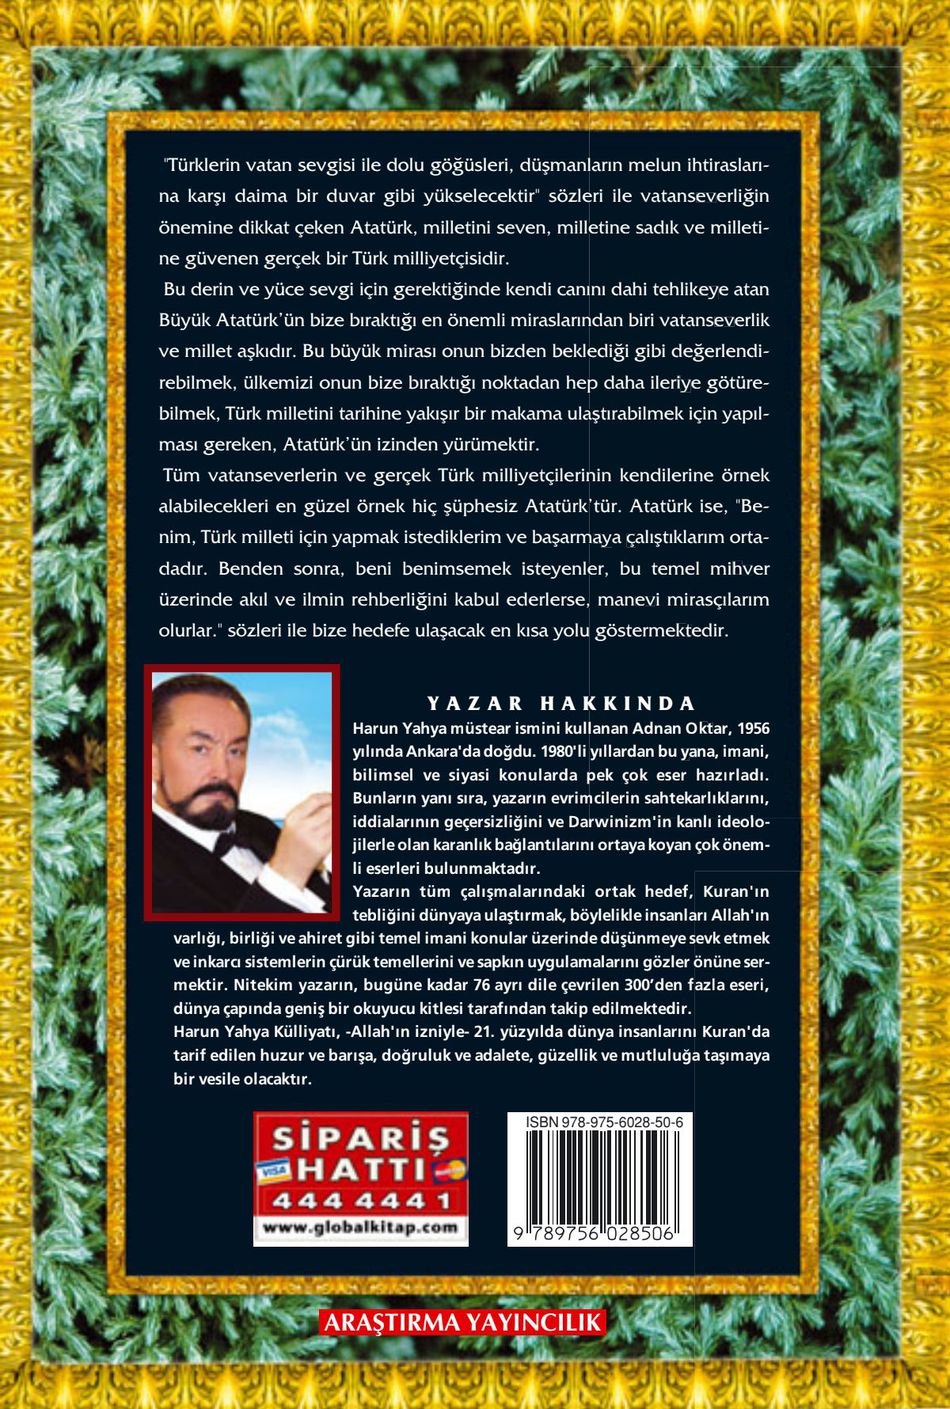 "Türklerin vatan sevgisi ile dolu göğüsleri, düşmanların melun ihtirasları-
na karşı daima bir duvar gibi yükselecektir" sözleri ile vatanseverliğin
önemine dikkat çeken Atatürk, milletini seven, milletine sadık ve milleti-
ne güvenen gerçek bir Türk milliyetçisidir.
Bu derin ve yüce sevgi için gerektiğinde kendi canını dahi tehlikeye atan
Büyük Atatürk'ün bize bıraktığı en önemli miraslarından biri vatanseverlik
ve millet aşkıdır. Bu büyük mirası onun bizden beklediği gibi değerlendi-
rebilmek, ülkemizi onun bize bıraktığı noktadan hep daha ileriye götüre-
bilmek, Türk milletini tarihine yakışır bir makama ulaştırabilmek için yapıl-
ması gereken, Atatürk'ün izinden yürümektir.
Tüm vatanseverlerin ve gerçek Türk milliyetçilerinin kendilerine örnek
alabilecekleri en güzel örnek hiç şüphesiz Atatürk'tür. Atatürk ise, "Be-
nim, Türk milleti için yapmak istediklerim ve başarmaya çalıştıklarım orta-
dadır. Benden sonra, beni benimsemek isteyenler, bu temel mihver
üzerinde akıl ve ilmin rehberliğini kabul ederlerse, manevi mirasçılarım
olurlar." sözleri ile bize hedefe ulaşacak en kısa yolu göstermektedir.
YAZAR HAKKINDA
Harun Yahya müstear ismini kullanan Adnan Oktar, 1956
yılında Ankara'da doğdu. 1980'li yıllardan bu yana, imani,
bilimsel ve siyasi konularda pek çok eser hazırladı.
Bunların yanı sıra, yazarın evrimcilerin sahtekarlıklarını,
iddialarının geçersizliğini ve Darwinizm'in kanlı ideolo-
jilerle olan karanlık bağlantılarını ortaya koyan çok önem-
li eserleri bulunmaktadır.
Yazarın tüm çalışmalarındaki ortak hedef, Kuran'ın
tebliğini dünyaya ulaştırmak, böylelikle insanları Allah'ın
varlığı, birliği ve ahiret gibi temel imani konular üzerinde düşünmeye sevk etmek
ve inkarcı sistemlerin çürük temellerini ve sapkın uygulamalarını gözler önüne ser-
mektir. Nitekim yazarın, bugüne kadar 76 ayrı dile çevrilen 300'den fazla eseri,
dünya çapında geniş bir okuyucu kitlesi tarafından takip edilmektedir.
Harun Yahya Külliyatı, -Allah'ın izniyle- 21. yüzyılda dünya insanlarını Kuran'da
tarif edilen huzur ve barışa, doğruluk ve adalete, güzellik ve mutluluğa taşımaya
bir vesile olacaktır.
SİPARİŞ
VISA HATTI MasterCard
444 444 1
www.globalkitap.com
ISBN 978-975-6028-50-6
9 789756 028506
ARAŞTIRMA YAYINCILIK